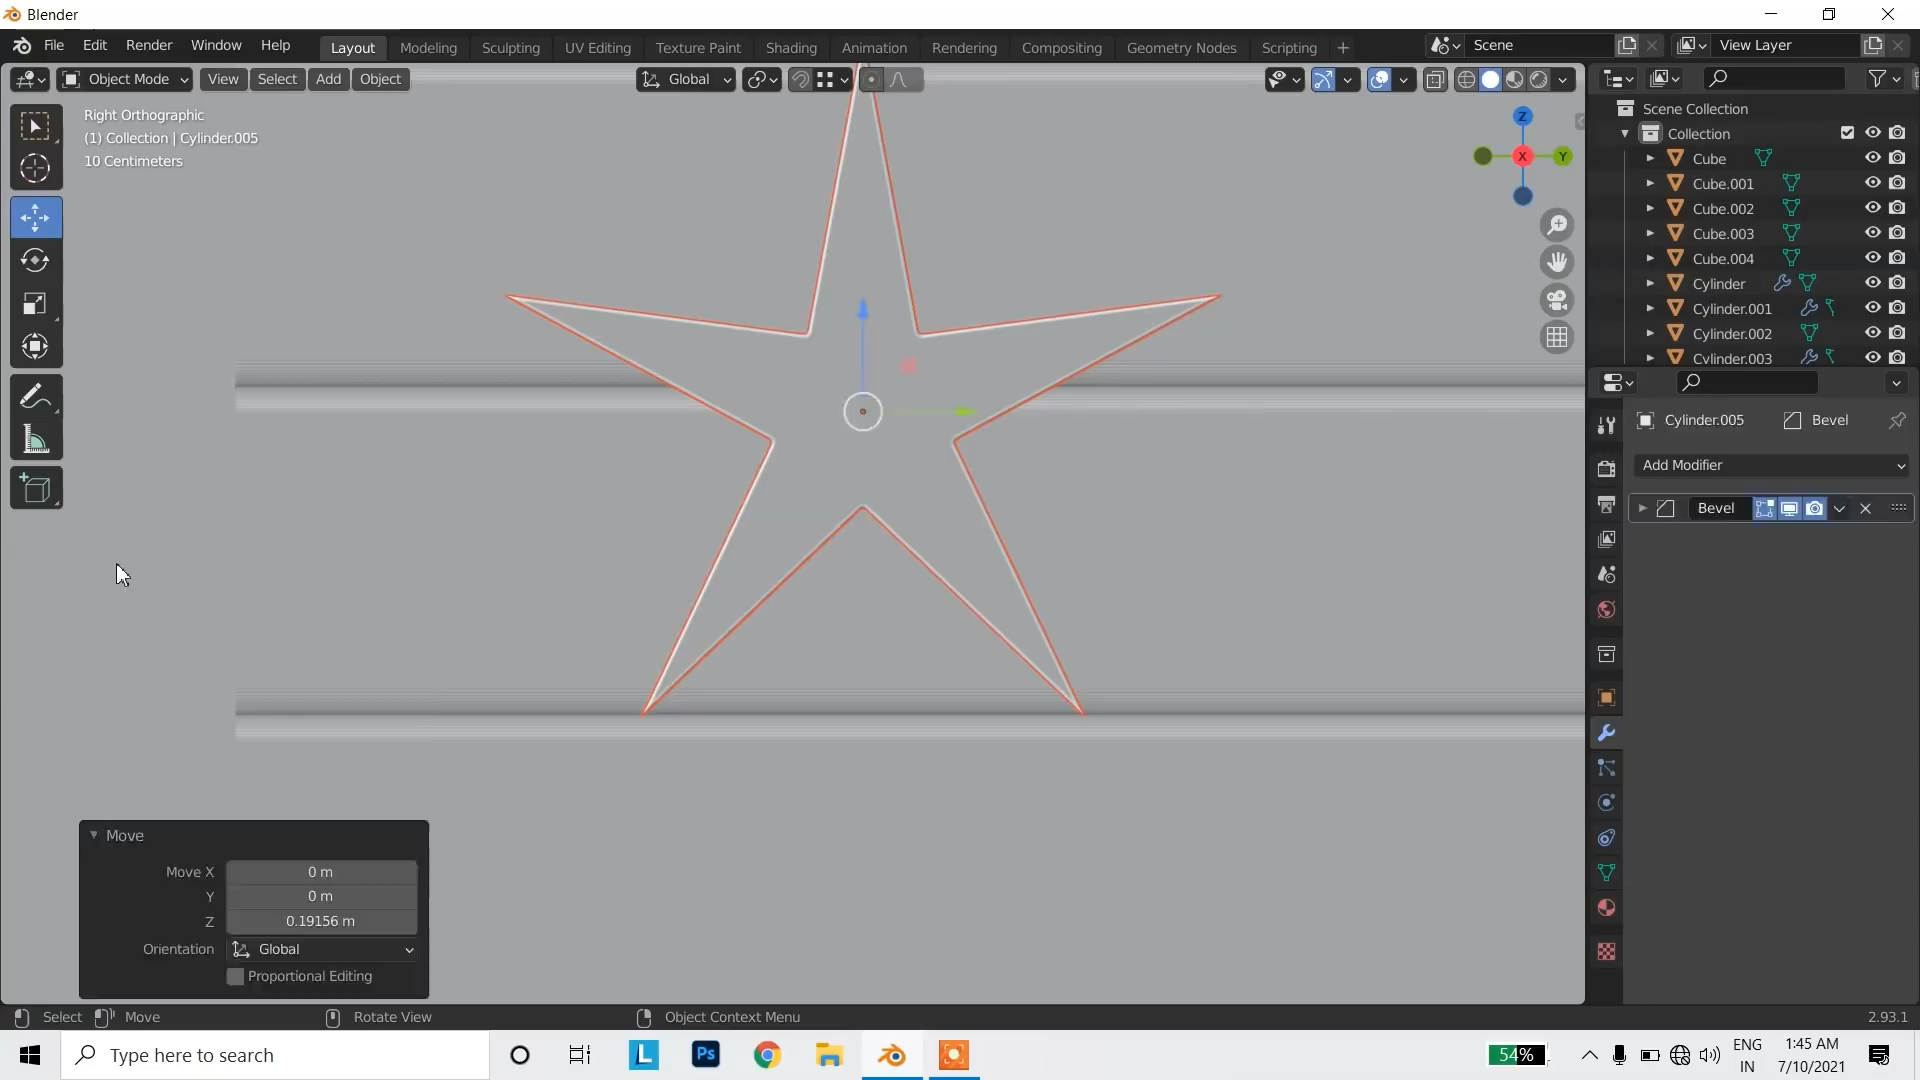 Blender
File Edit Render Window Help Layout Modeling Sculpting UV Editing Texture Paint Shading Animation Rendering Compositing Geometry Nodes Scripting + Scene View Layer
Object Mode View Select Add Object Global
Right Orthographic
(1) Collection | Cylinder.005
10 Centimeters
Z
X
Y
Scene Collection
Collection
Cube
Cube.001
Cube.002
Cube.003
Cube.004
Cylinder
Cylinder.001
Cylinder.002
Cylinder.003
Cylinder.005 Bevel
Add Modifier
Bevel
Move
Move X 0 m
Y 0 m
Z 0.19156 m
Orientation Global
Proportional Editing
Select Move Rotate View Object Context Menu 2.93.1
Type here to search
L
Ps
54%
ENG
IN
1:45 AM
7/10/2021